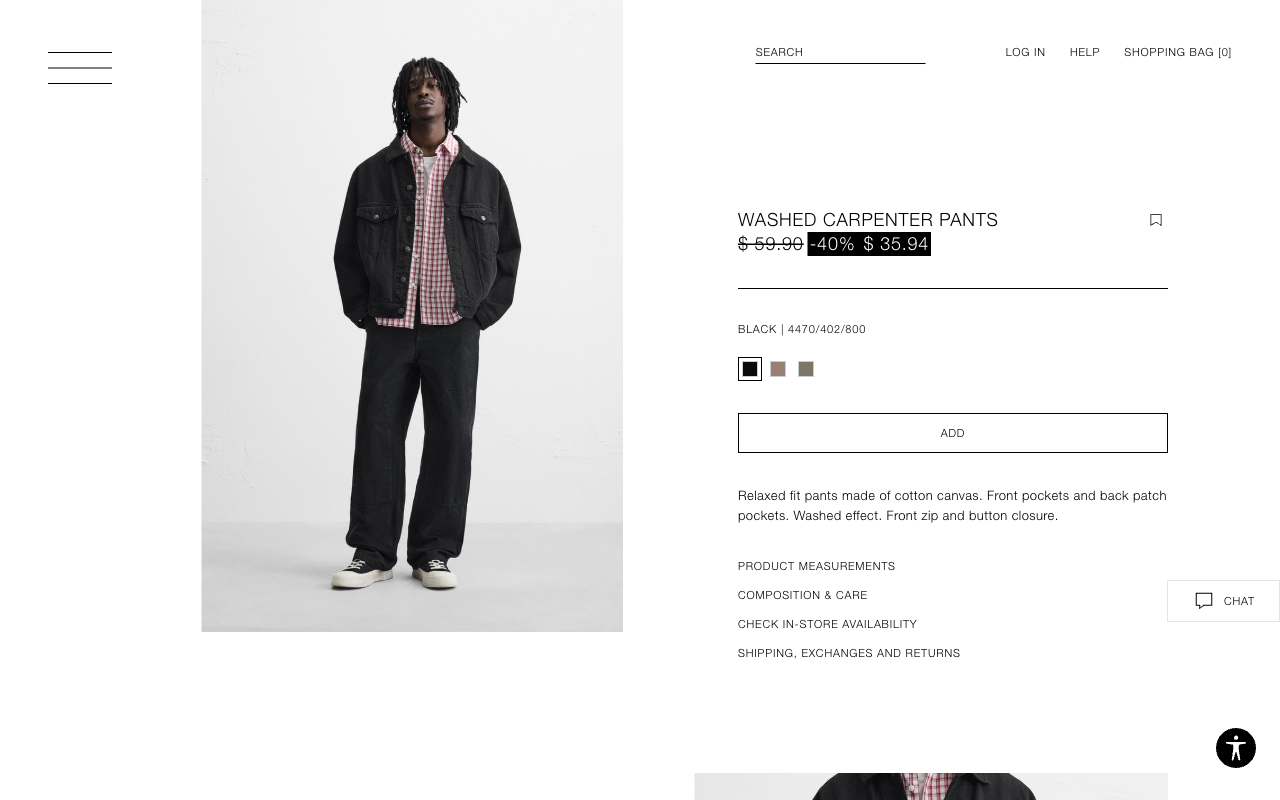 SEARCH
LOG IN
HELP
SHOPPING BAG [0]
WASHED CARPENTER PANTS
$ 59.90 -40% $ 35.94
BLACK | 4470/402/800
ADD
Relaxed fit pants made of cotton canvas. Front pockets and back patch
pockets. Washed effect. Front zip and button closure.
PRODUCT MEASUREMENTS
COMPOSITION & CARE
CHECK IN-STORE AVAILABILITY
SHIPPING, EXCHANGES AND RETURNS
CHAT